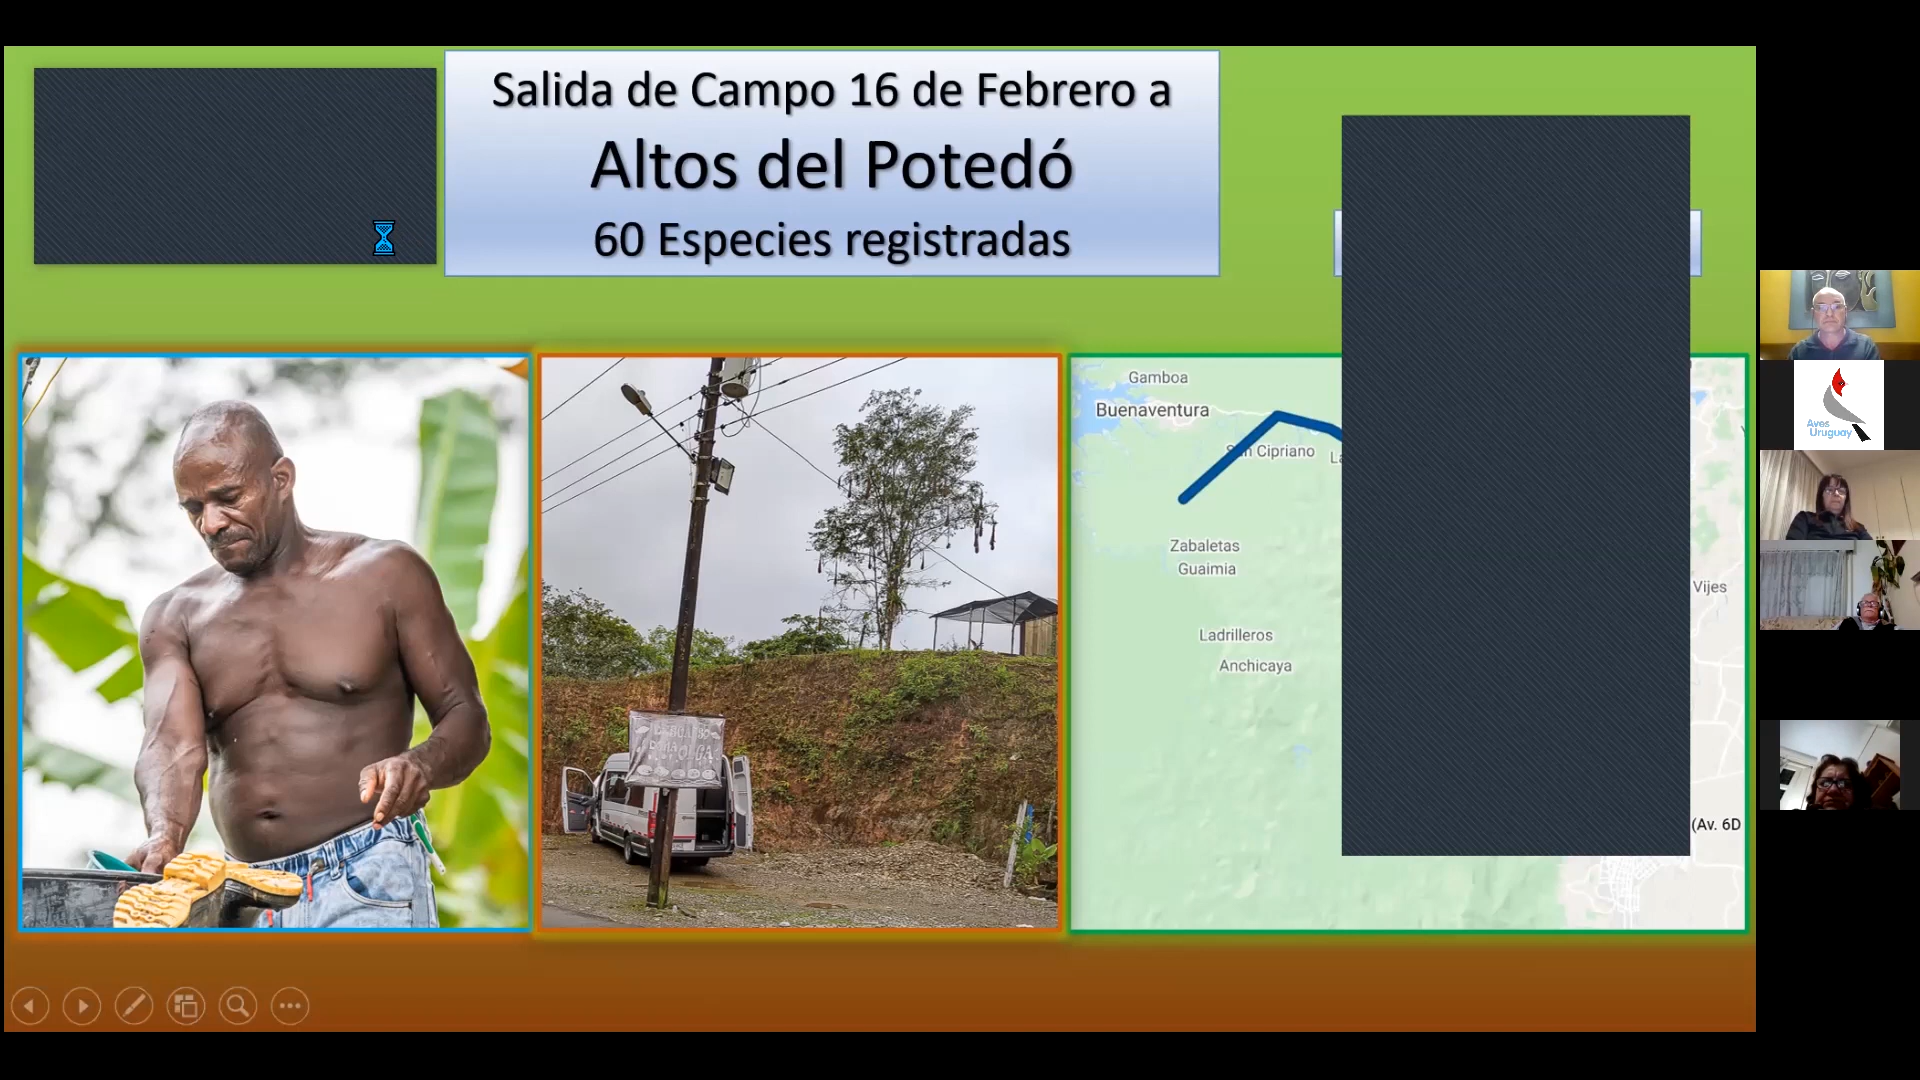 Salida de Campo 16 de Febrero a
Altos del Potedó
60 Especies registradas
Gamboa
Buenaventura
San Cipriano
Zabaletas
Guaimia
Ladrilleros
Anchicaya
Vijes
(Av. 6D
Aves
Uruguay